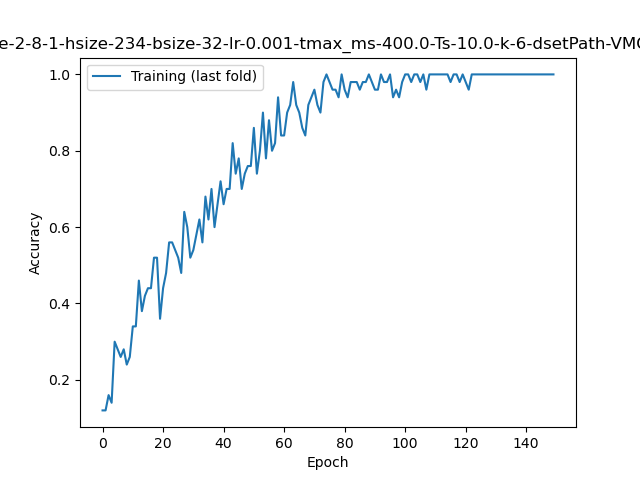 e-2-8-1-hsize-234-bsize-32-lr-0.001-tmax_ms-400.0-Ts-10.0-k-6-dsetPath-VMC
Training (last fold)
1.0
0.8
0.6
0.4
0.2
Accuracy
0 20 40 60 80 100 120 140
Epoch